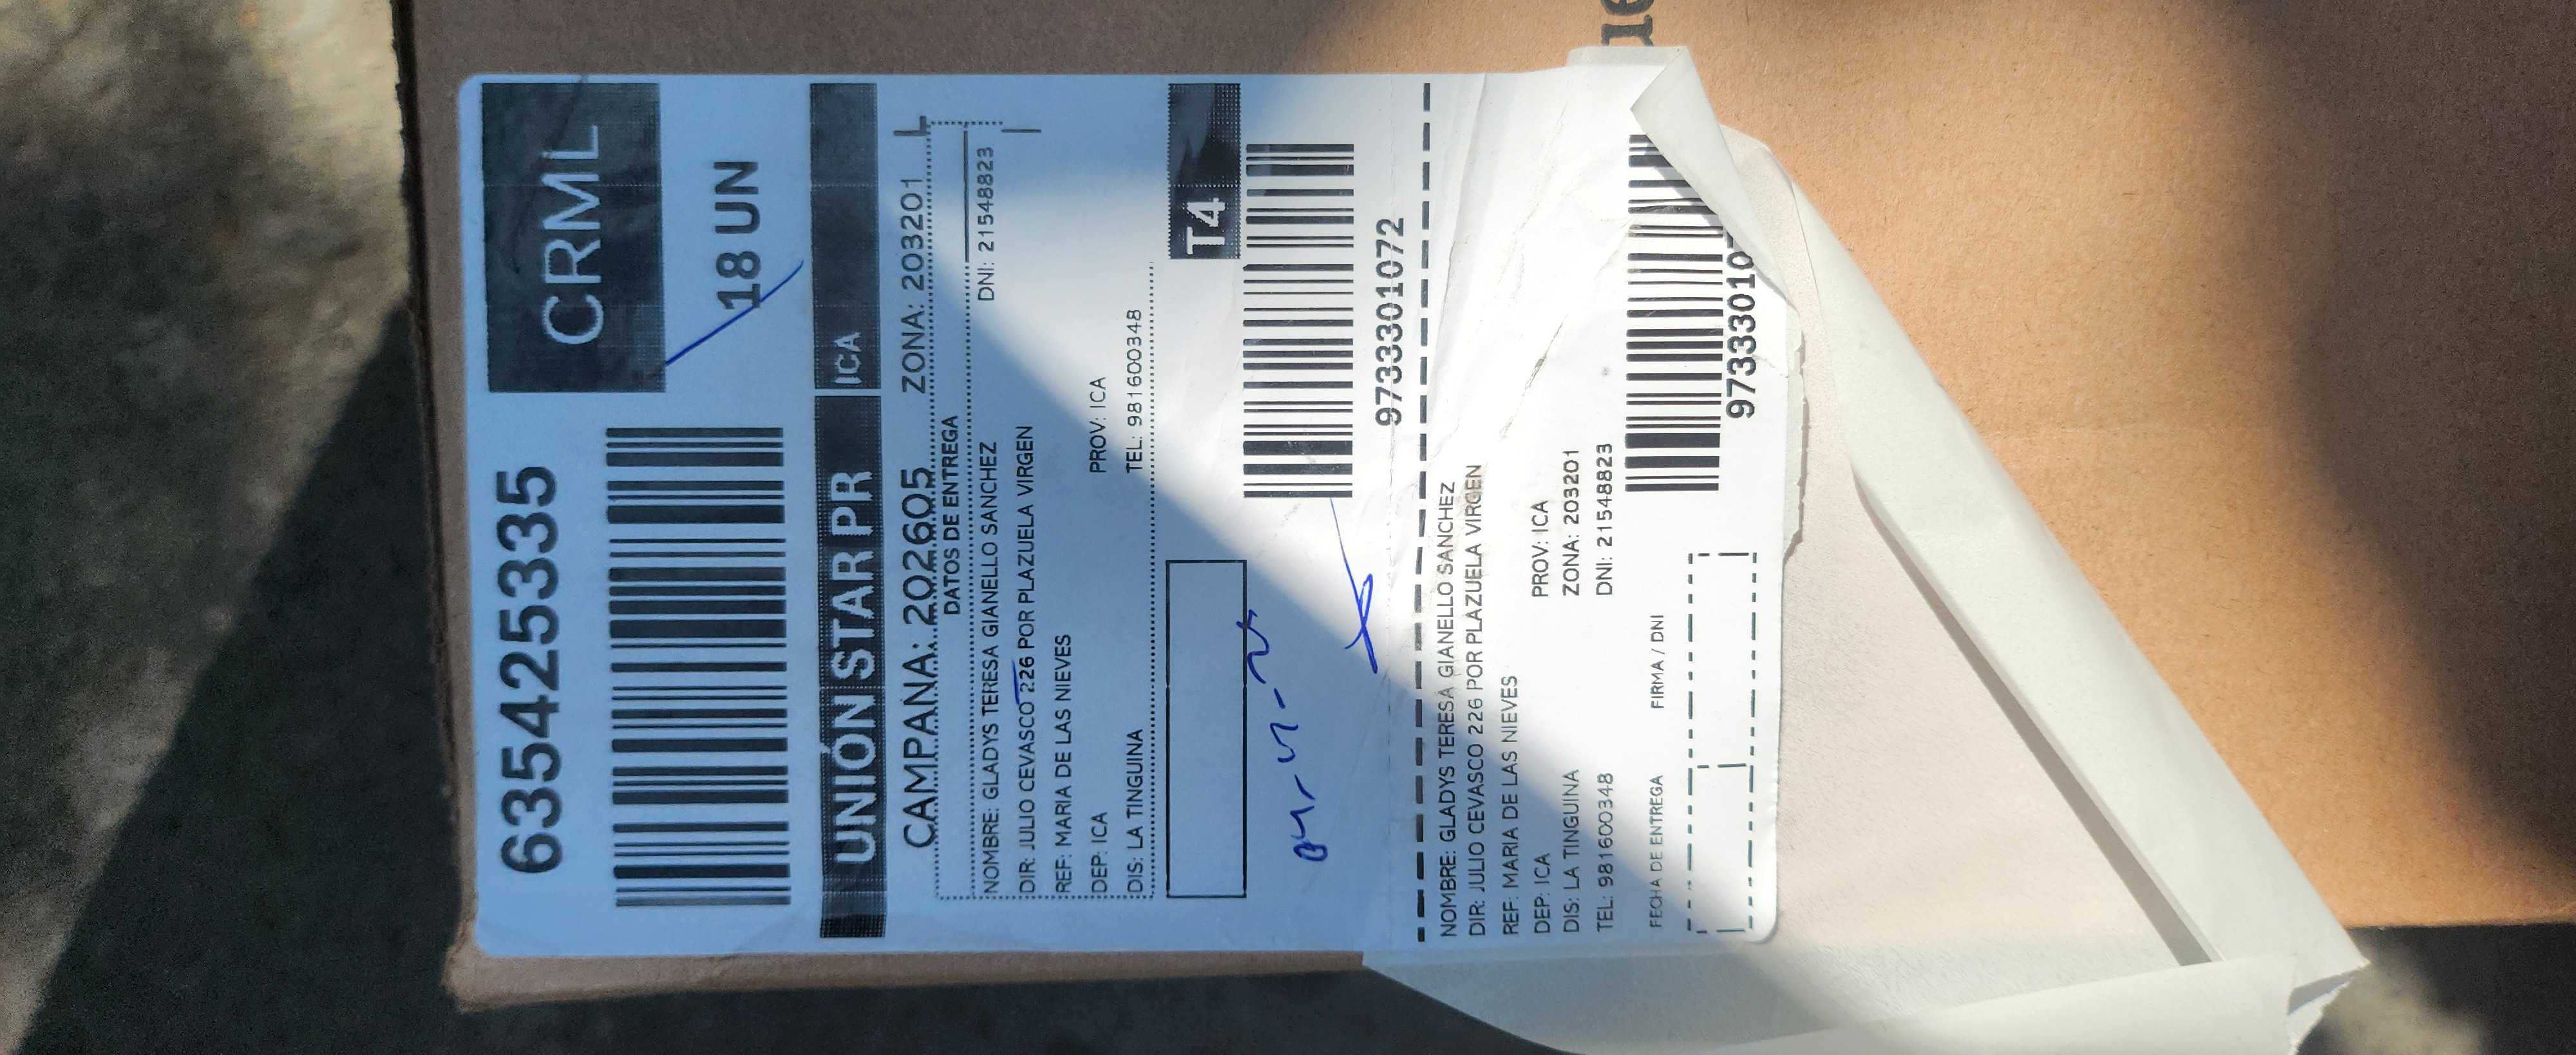 6354425335
CRML
18 UN
UNIÓN STAR PR ICA
CAMPAÑA: 202605 ZONA: 203201
DATOS DE ENTREGA
NOMBRE: GLADYS TERESA GIANELLO SANCHEZ DNI: 21548823
DIR: JULIO CEVASCO 226 POR PLAZUELA VIRGEN
REF: MARIA DE LAS NIEVES
DEP: ICA PROV: ICA
DIS: LA TINGUINA TEL: 981600348
T4
9733301072
NOMBRE: GLADYS TERESA GIANELLO SANCHEZ
DIR: JULIO CEVASCO 226 POR PLAZUELA VIRGEN
REF: MARIA DE LAS NIEVES
DEP: ICA PROV: ICA
DIS: LA TINGUINA ZONA: 203201
TEL: 981600348 DNI: 21548823
97333010
FECHA DE ENTREGA FIRMA / DNI